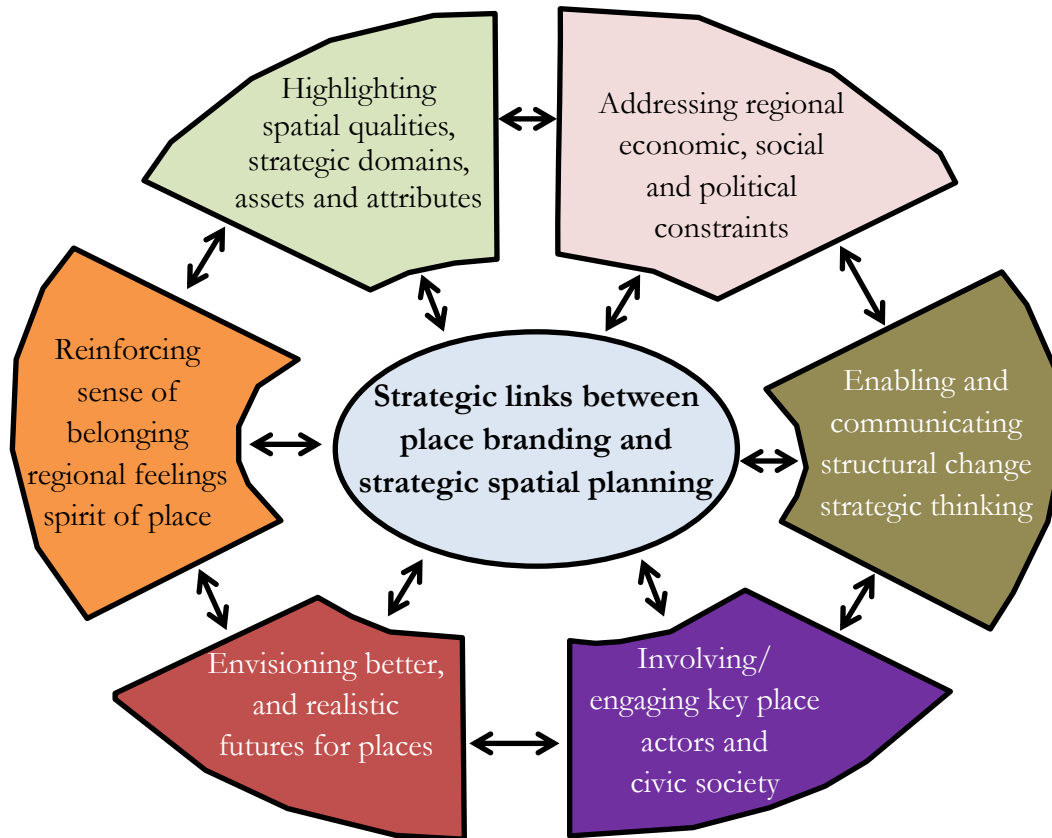 Highlighting
spatial qualities,
strategic domains,
assets and attributes
Addressing regional
economic, social
and political
constraints
Reinforcing
sense of
belonging
regional feelings
spirit of place
Strategic links between
place branding and
strategic spatial planning
Enabling and
communicating
structural change
strategic thinking
Envisioning better,
and realistic
futures for places
Involving/
engaging key place
actors and
civic society